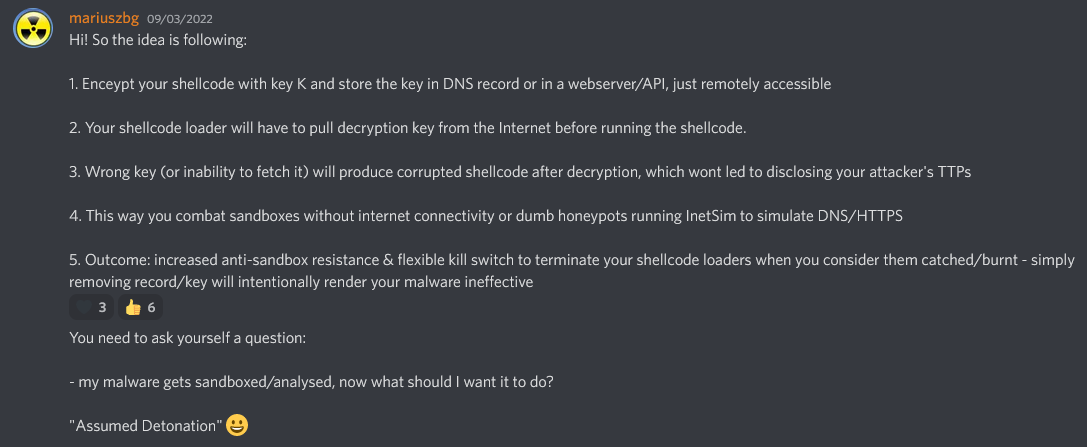 mariuszbg 09/03/2022
Hi! So the idea is following:
1. Enceypt your shellcode with key K and store the key in DNS record or in a webserver/API, just remotely accessible
2. Your shellcode loader will have to pull decryption key from the Internet before running the shellcode.
3. Wrong key (or inability to fetch it) will produce corrupted shellcode after decryption, which wont led to disclosing your attacker's TTPs
4. This way you combat sandboxes without internet connectivity or dumb honeypots running InetSim to simulate DNS/HTTPS
5. Outcome: increased anti-sandbox resistance & flexible kill switch to terminate your shellcode loaders when you consider them catched/burnt - simply
removing record/key will intentionally render your malware ineffective
3 👍 6
You need to ask yourself a question:
- my malware gets sandboxed/analysed, now what should I want it to do?
"Assumed Detonation" 😀